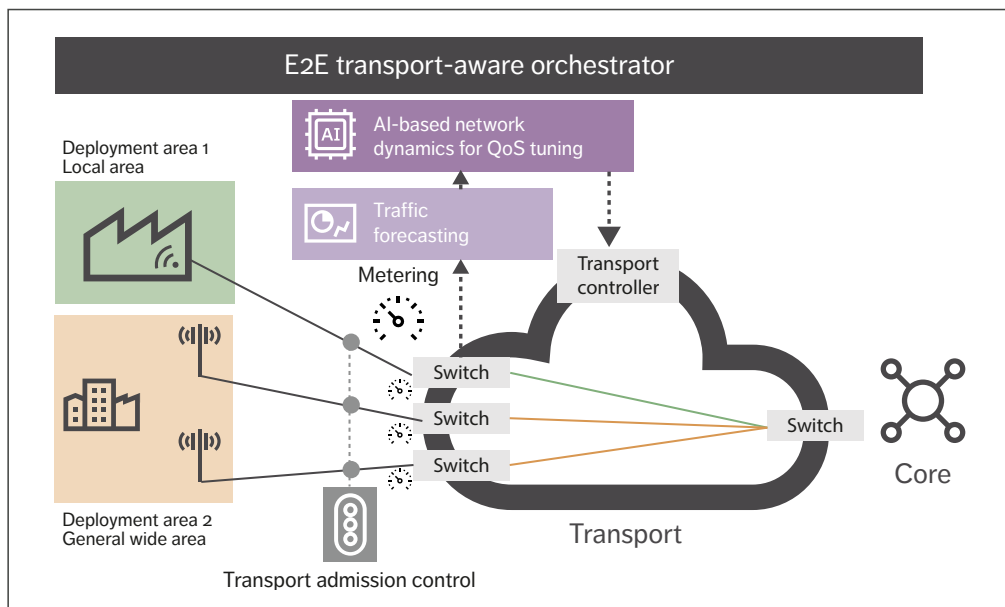 E2E transport-aware orchestrator
AI
AI-based network
dynamics for QoS tuning
Deployment area 1
Local area
Traffic
forecasting
Metering
Transport
controller
Switch
Switch
Switch
Switch
Core
Deployment area 2
General wide area
Transport
Transport admission control